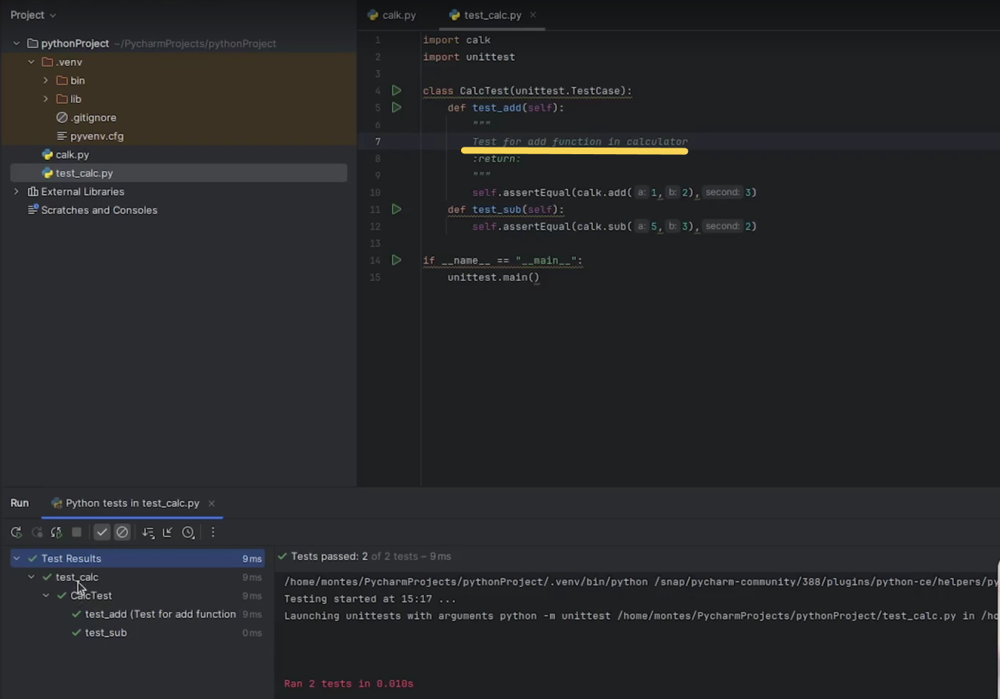 Project
pythonProject ~/PycharmProjects/pythonProject
.venv
bin
lib
.gitignore
pyvenv.cfg
calk.py
test_calc.py
External Libraries
Scratches and Consoles
calk.py
test_calc.py
1 import calk
2 import unittest
3
4 class CalcTest(unittest.TestCase):
5 def test_add(self):
6 """
7 Test for add function in calculator
8 :return:
9 """
10 self.assertEqual(calk.add( a: 1, b: 2), second: 3)
11 def test_sub(self):
12 self.assertEqual(calk.sub( a: 5, b: 3), second: 2)
13
14 if __name__ == "__main__":
15 unittest.main()
Run Python tests in test_calc.py
Test Results 9 ms
test_calc 9 ms
CalcTest 9 ms
test_add (Test for add function 9 ms
test_sub 0 ms
Tests passed: 2 of 2 tests – 9 ms
/home/montes/PycharmProjects/pythonProject/.venv/bin/python /snap/pycharm-community/388/plugins/python-ce/helpers/py
Testing started at 15:17 ...
Launching unittests with arguments python -m unittest /home/montes/PycharmProjects/pythonProject/test_calc.py in /ho
Ran 2 tests in 0.010s